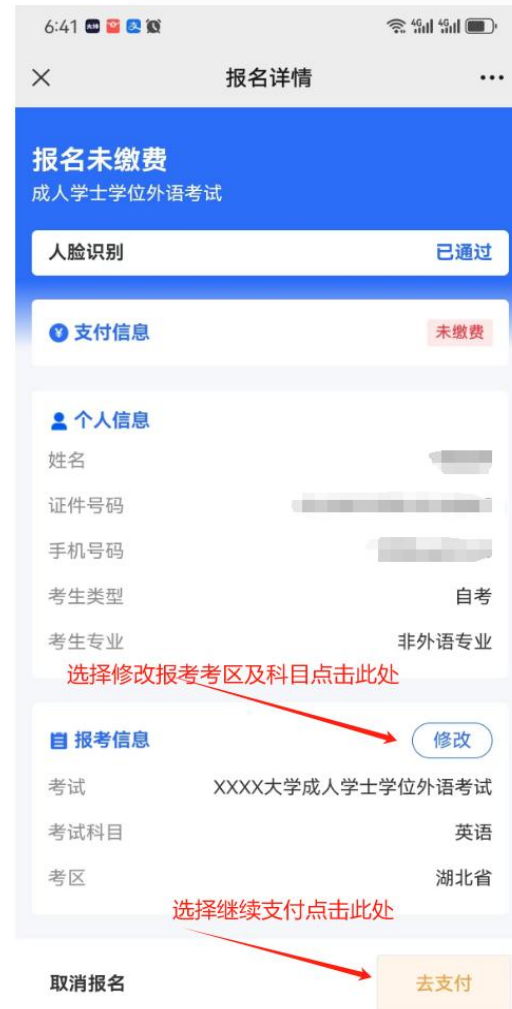 6:41
报名详情
报名未缴费
成人学士学位外语考试
人脸识别 已通过
支付信息 未缴费
个人信息
姓名
证件号码
手机号码
考生类型 自考
考生专业 非外语专业
选择修改报考考区及科目点击此处
报考信息 修改
考试 XXXX大学成人学士学位外语考试
考试科目 英语
考区 湖北省
选择继续支付点击此处
取消报名 去支付